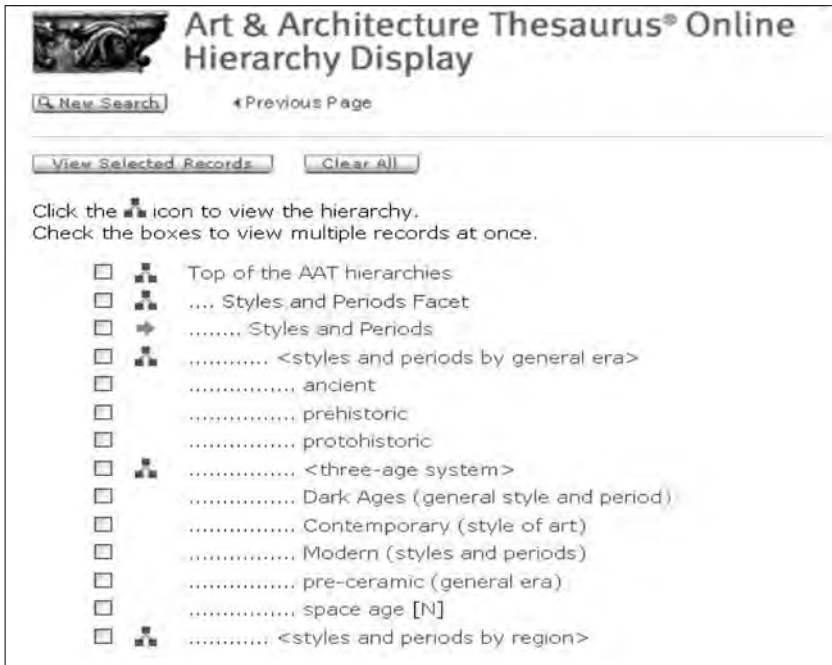 Art & Architecture Thesaurus® Online
Hierarchy Display
New Search
Previous Page
View Selected Records
Clear All
Click the icon to view the hierarchy.
Check the boxes to view multiple records at once.
Top of the AAT hierarchies
.... Styles and Periods Facet
........ Styles and Periods
............ <styles and periods by general era>
................ ancient
................ prehistoric
................ protohistoric
................ <three-age system>
................ Dark Ages (general style and period)
................ Contemporary (style of art)
................ Modern (styles and periods)
................ pre-ceramic (general era)
................ space age [N]
............ <styles and periods by region>